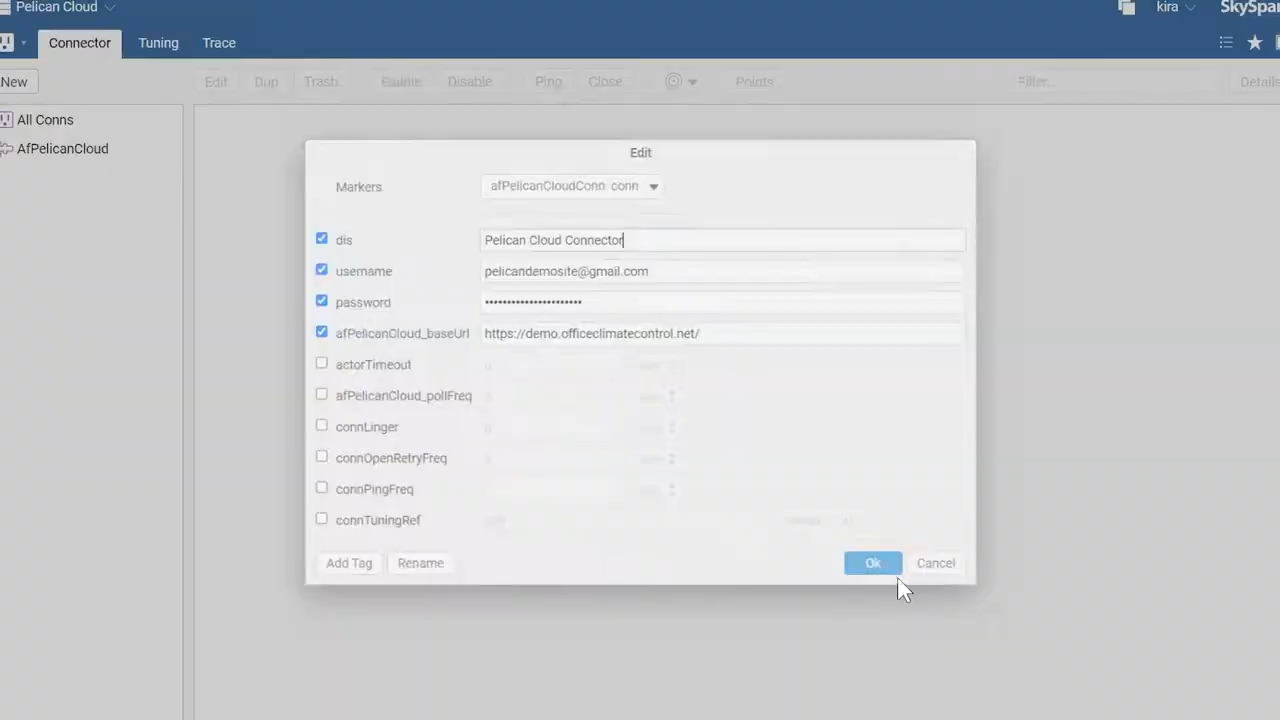 Pelican Cloud
kira
SkySpar
Connector Tuning Trace
New
Edit Dup Trash Disable Ping Close Points Filter... Details
All Conns
AfPelicanCloud
Edit
Markers afPelicanCloudConn conn
dis Pelican Cloud Connector
username pelicandemosite@gmail.com
password ••••••••••••••••••••••
afPelicanCloud_baseUrl https://demo.officeclimatecontrol.net/
actorTimeout
afPelicanCloud_pollFreq
connLinger
connOpenRetryFreq
connPingFreq
connTuningRef
Add Tag Rename Ok Cancel